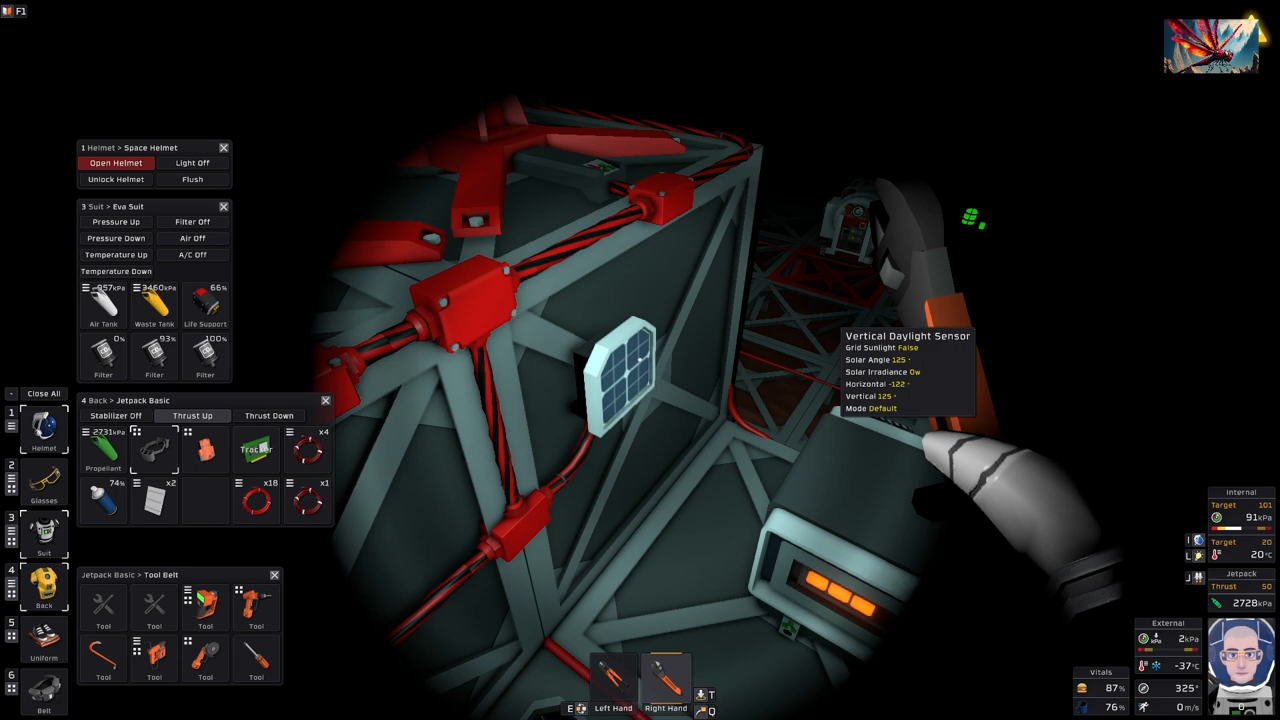 F1
1 Helmet > Space Helmet
Open Helmet Light Off
Unlock Helmet Flush
3 Suit > Eva Suit
Pressure Up Filter Off
Pressure Down Air Off
Temperature Up A/C Off
Temperature Down
957kPa 3460kPa 66%
Air Tank Waste Tank Life Support
0% 93% 100%
Filter Filter Filter
4 Back > Jetpack Basic
Stabilizer Off Thrust Up Thrust Down
2731kPa x4
Propellant Tracker
74% x2 x18 x1
Jetpack Basic > Tool Belt
Tool Tool Tool Tool
Tool Tool Tool Tool
- Close All
1 Helmet
2 Glasses
3 Suit
4 Back
5 Uniform
6 Belt
Vertical Daylight Sensor
Grid Sunlight False
Solar Angle 125 °
Solar Irradiance 0w
Horizontal -122 °
Vertical 125 °
Mode Default
E Left Hand Right Hand T
Q
Internal
Target 101
91kPa
Target 20
20°C
I
L
J
Jetpack
Thrust 50
2728kPa
External
kPa 2kPa
-37°C
325°
0m/s
Vitals
87%
76%
0